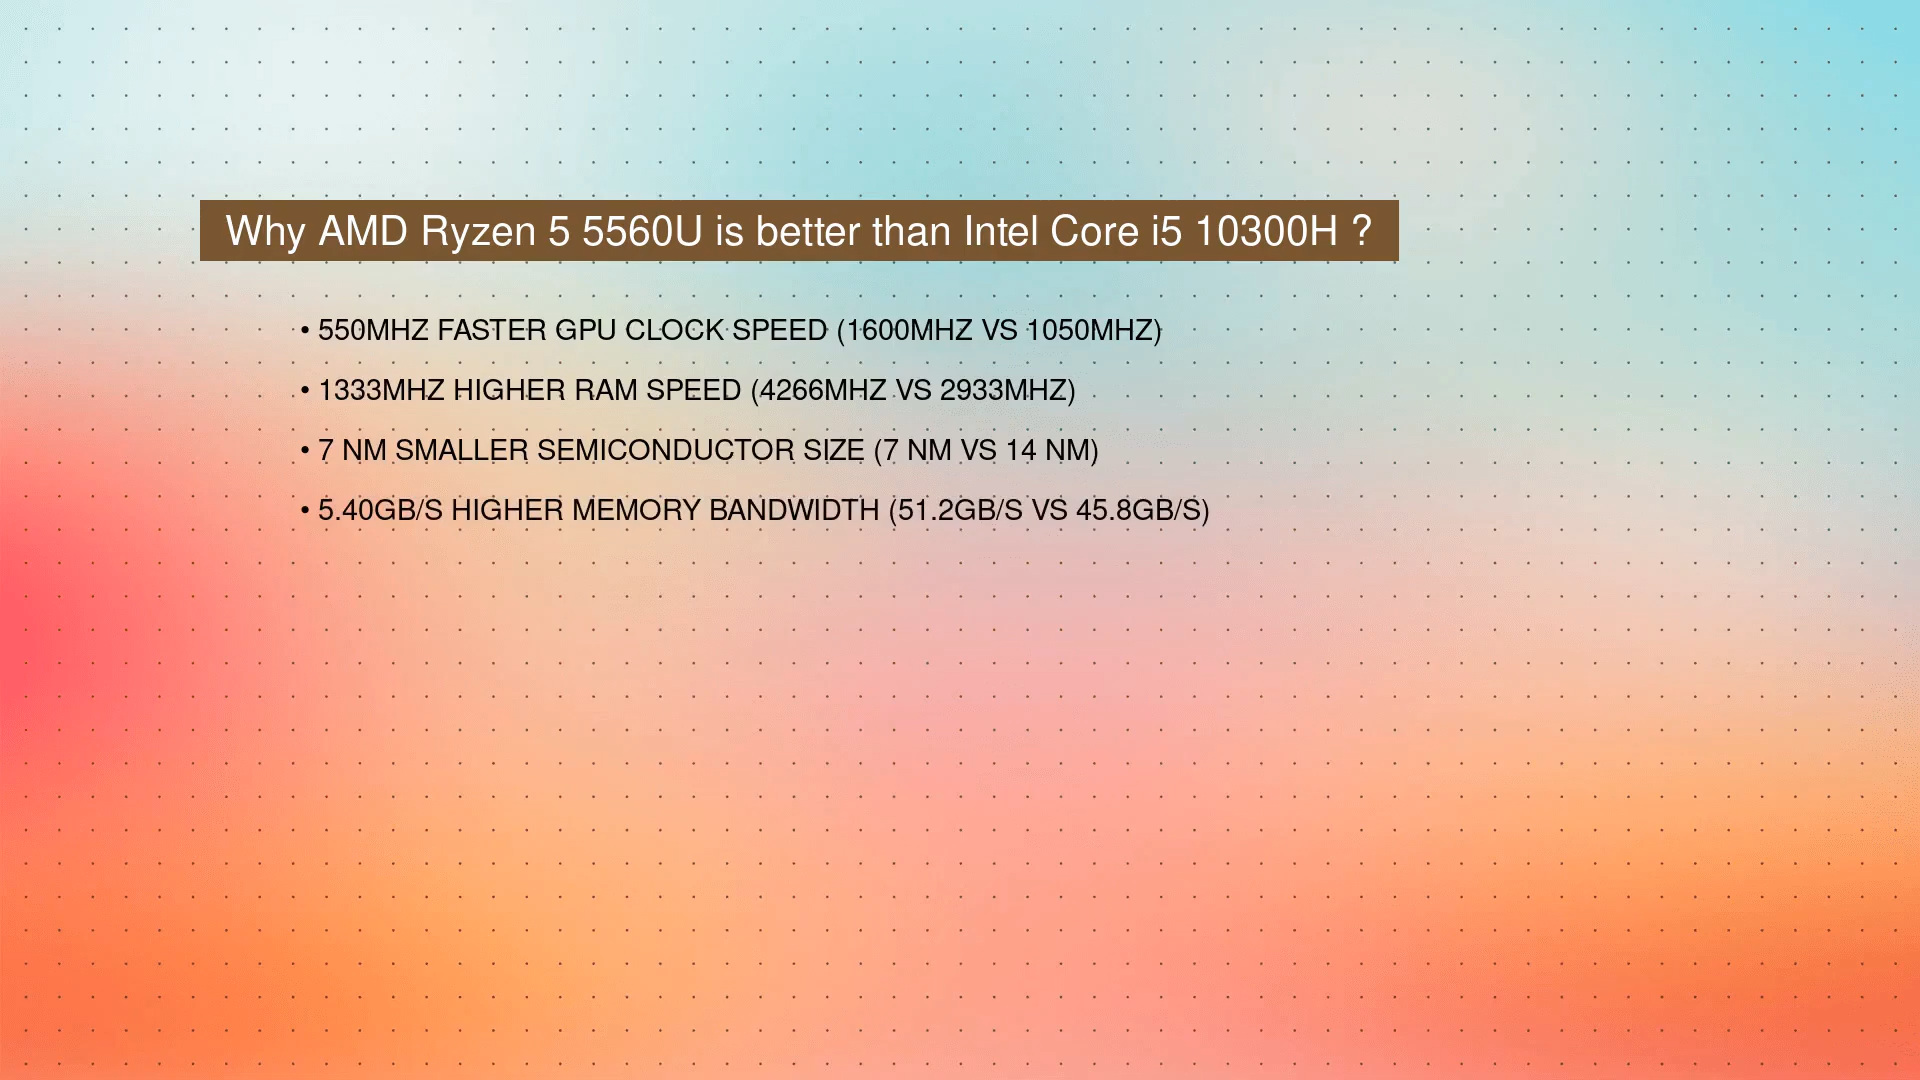 Why AMD Ryzen 5 5560U is better than Intel Core i5 10300H ?
• 550MHZ FASTER GPU CLOCK SPEED (1600MHZ VS 1050MHZ)
• 1333MHZ HIGHER RAM SPEED (4266MHZ VS 2933MHZ)
• 7 NM SMALLER SEMICONDUCTOR SIZE (7 NM VS 14 NM)
• 5.40GB/S HIGHER MEMORY BANDWIDTH (51.2GB/S VS 45.8GB/S)